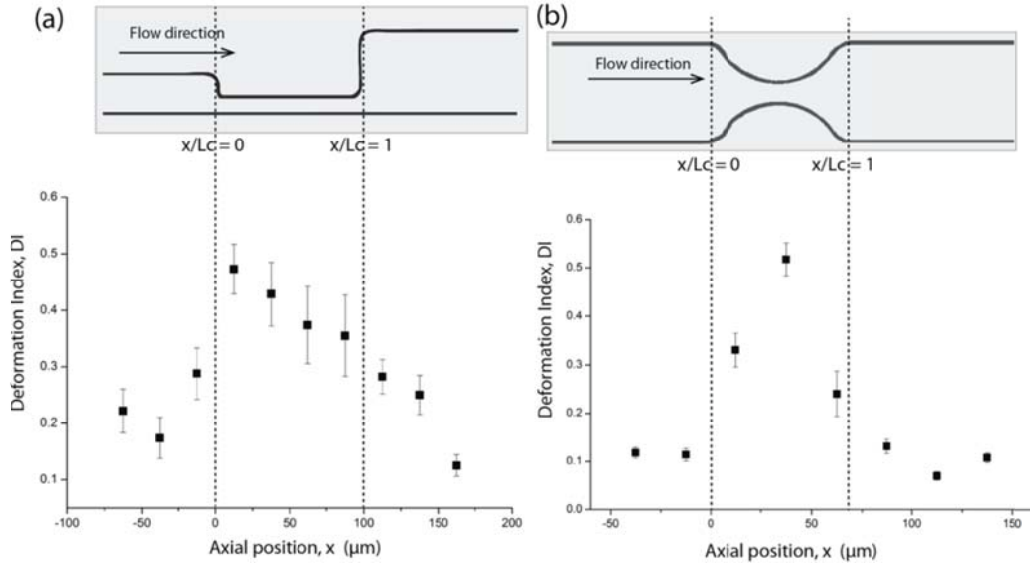 (a)
Flow direction
x/Lc = 0
x/Lc = 1
Deformation Index, DI
0.6
0.5
0.4
0.3
0.2
0.1
-100
-50
0
50
100
150
200
Axial position, x (µm)
(b)
Flow direction
x/Lc = 0
x/Lc = 1
Deformation Index, DI
0.6
0.5
0.4
0.3
0.2
0.1
0.0
-50
0
50
100
150
Axial position, x (µm)